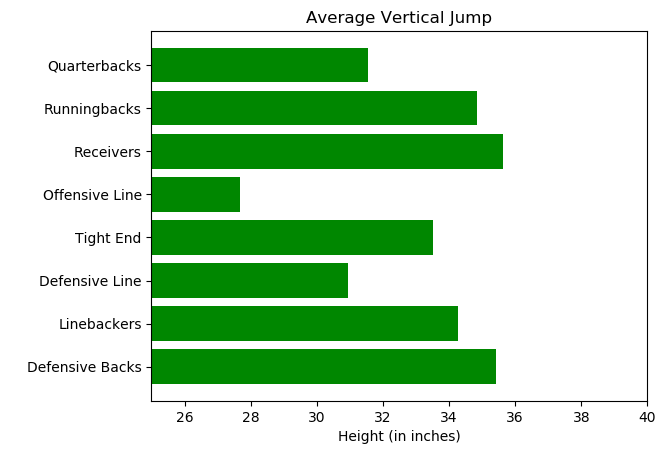 Average Vertical Jump
Quarterbacks
Runningbacks
Receivers
Offensive Line
Tight End
Defensive Line
Linebackers
Defensive Backs
26 28 30 32 34 36 38 40
Height (in inches)